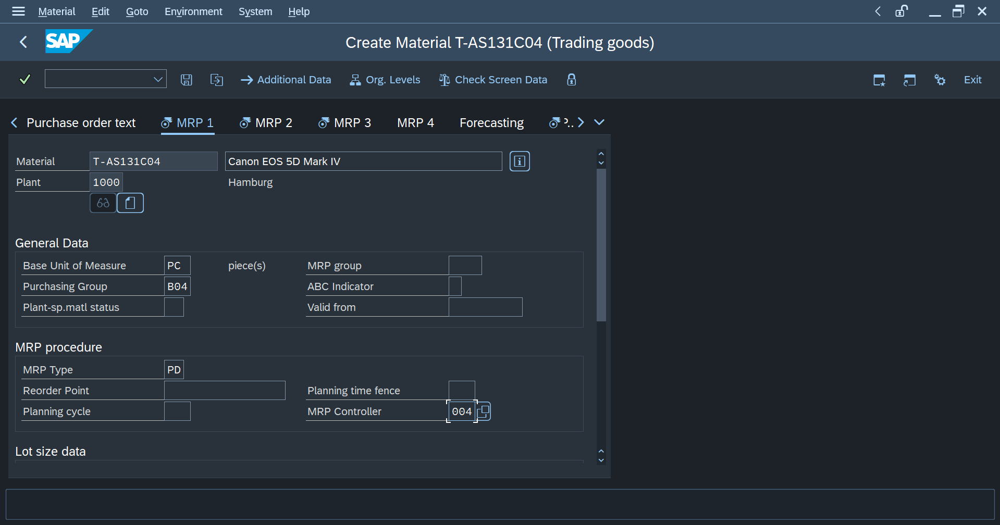 Material Edit Goto Environment System Help
SAP Create Material T-AS131C04 (Trading goods)
Additional Data Org. Levels Check Screen Data Exit
Purchase order text MRP 1 MRP 2 MRP 3 MRP 4 Forecasting P..
Material T-AS131C04 Canon EOS 5D Mark IV
Plant 1000 Hamburg
General Data
Base Unit of Measure PC piece(s) MRP group
Purchasing Group B04 ABC Indicator
Plant-sp.matl status Valid from
MRP procedure
MRP Type PD
Reorder Point Planning time fence
Planning cycle MRP Controller 004
Lot size data